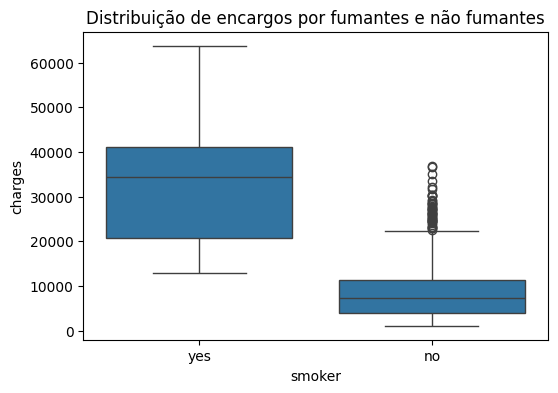 Distribuição de encargos por fumantes e não fumantes
charges
60000
50000
40000
30000
20000
10000
0
yes no
smoker